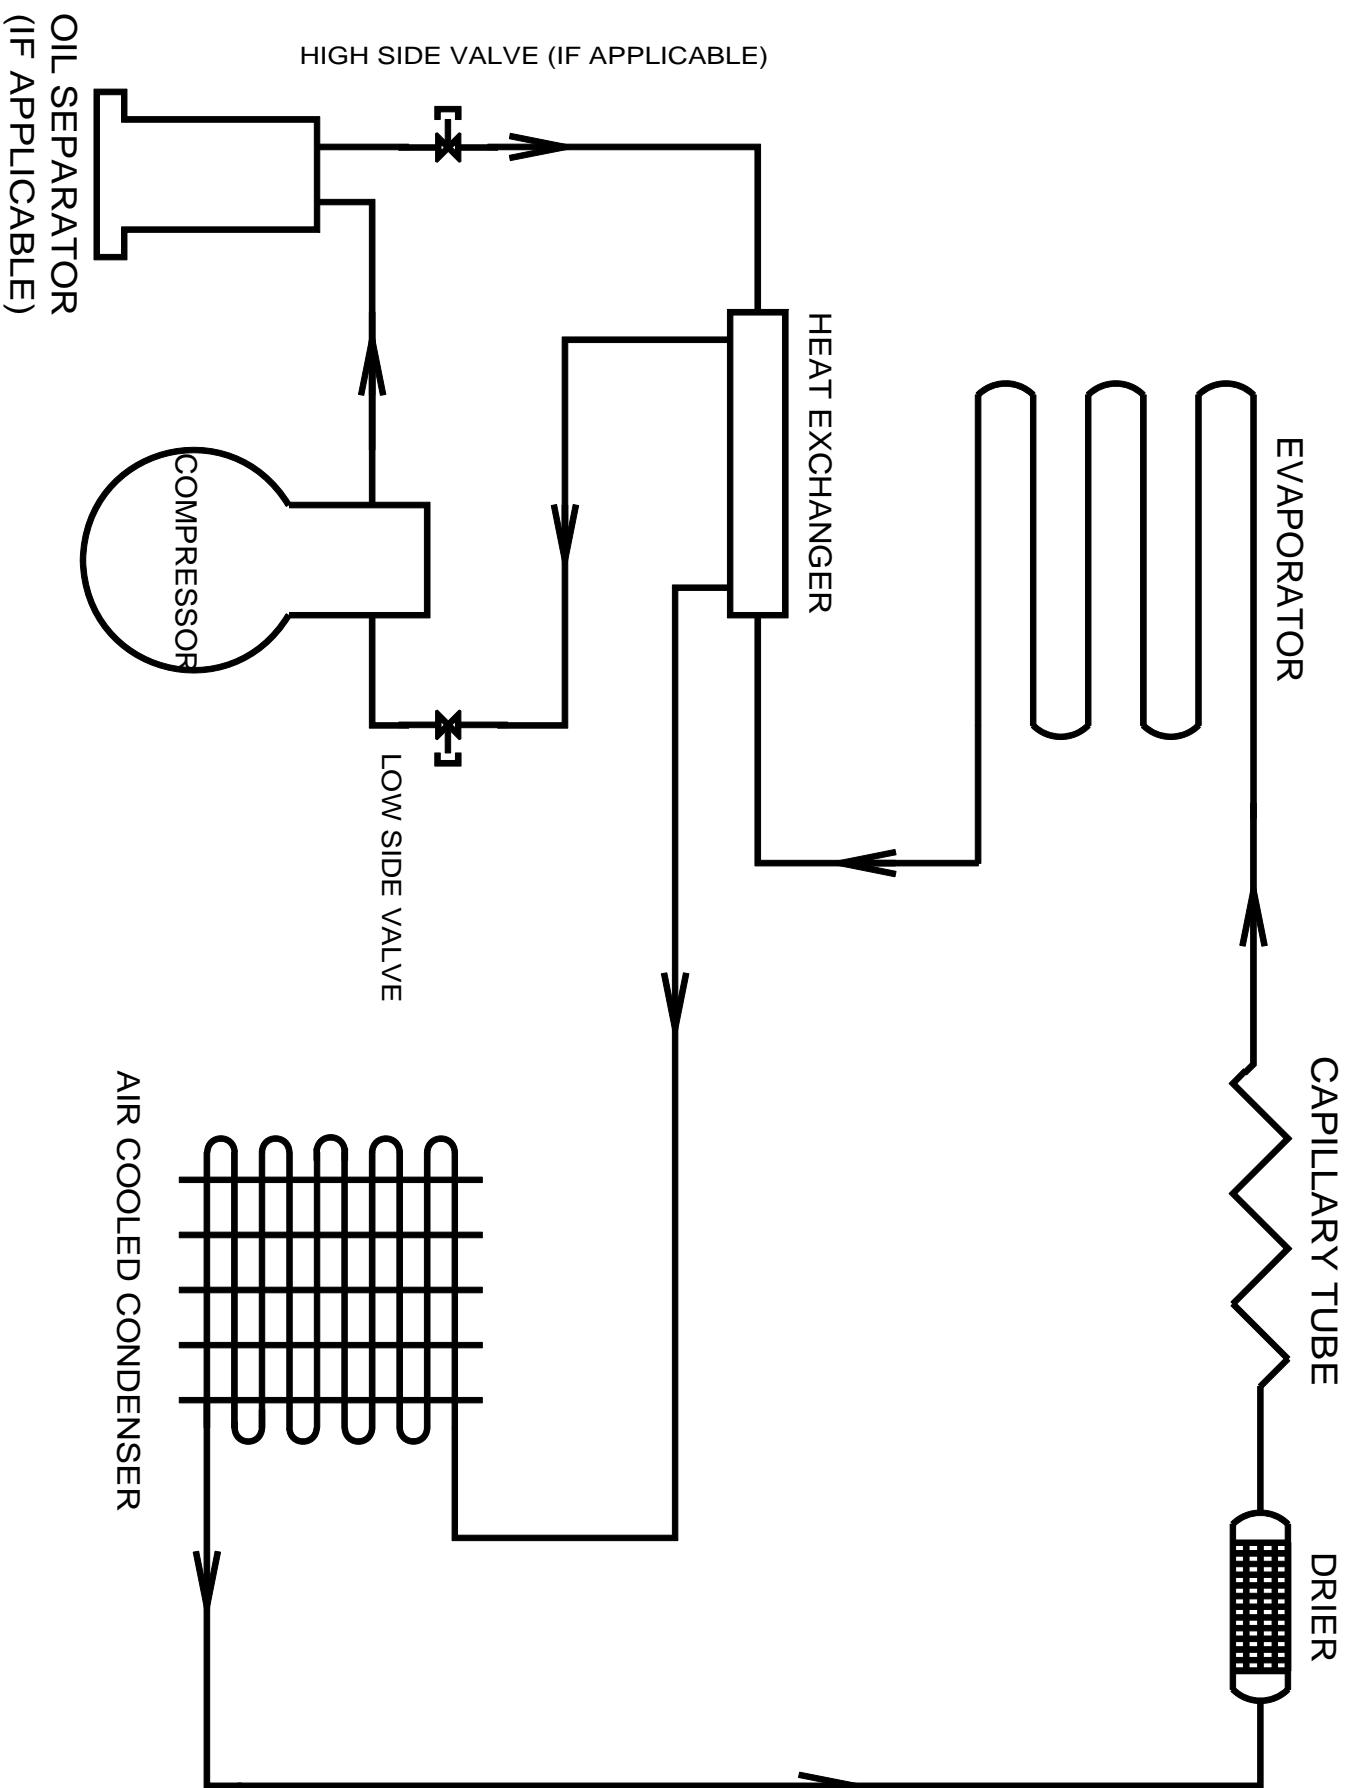 HIGH SIDE VALVE (IF APPLICABLE)
OIL SEPARATOR
(IF APPLICABLE)
HEAT EXCHANGER
EVAPORATOR
COMPRESSOR
LOW SIDE VALVE
CAPILLARY TUBE
AIR COOLED CONDENSER
DRIER